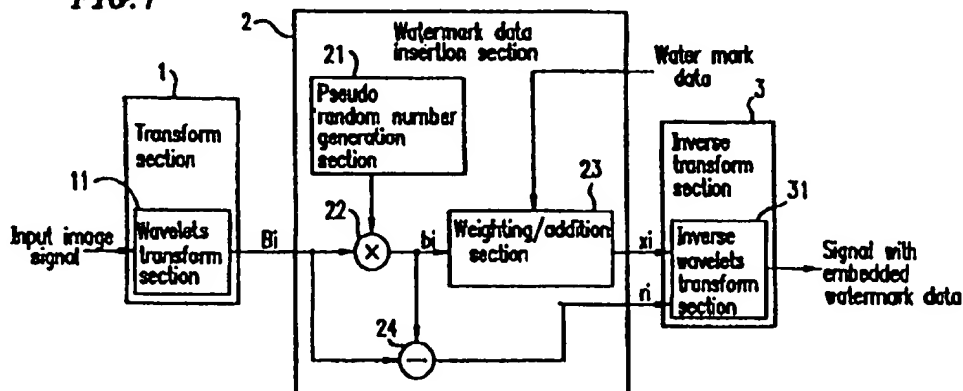 FIG. 7
2
Watermark data
insertion section
21
Pseudo
random number
generation
section
Water mark
data
1
Transform
section
11
Wavelets
transform
section
Input image
signal
Bi
22
×
bi
23
Weighting/addition
section
xi
ri
24
−
3
Inverse
transform
section
31
Inverse
wavelets
transform
section
Signal with
embedded
watermark data